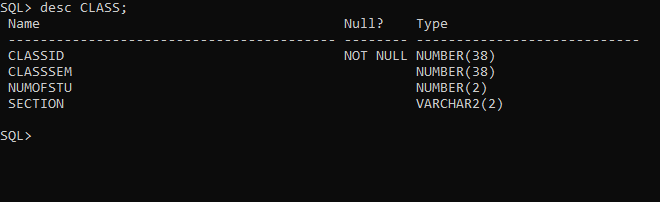 SQL> desc CLASS;
Name Null? Type
----------------------------------------- -------- ----------------------------
CLASSID NOT NULL NUMBER(38)
CLASSSEM NUMBER(38)
NUMOFSTU NUMBER(2)
SECTION VARCHAR2(2)
SQL>